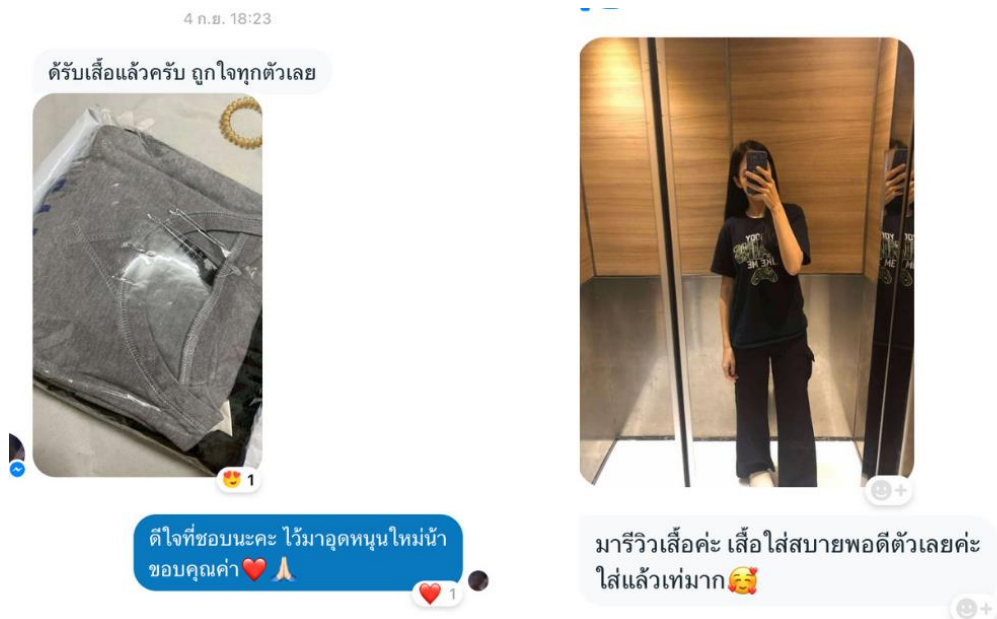 4 ก.ย. 18:23
ด้รับเสื้อแล้วครับ ถูกใจทุกตัวเลย
1
ดีใจที่ชอบนะคะ ไว้มาอุดหนุนใหม่น้า
ขอบคุณค่า❤️🙏🏻
1
มารีวิวเสื้อค่ะ เสื้อใส่สบายพอดีตัวเลยค่ะ
ใส่แล้วเท่มาก🥰